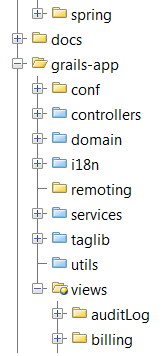 spring
docs
grails-app
conf
controllers
domain
i18n
remoting
services
taglib
utils
views
auditLog
billing